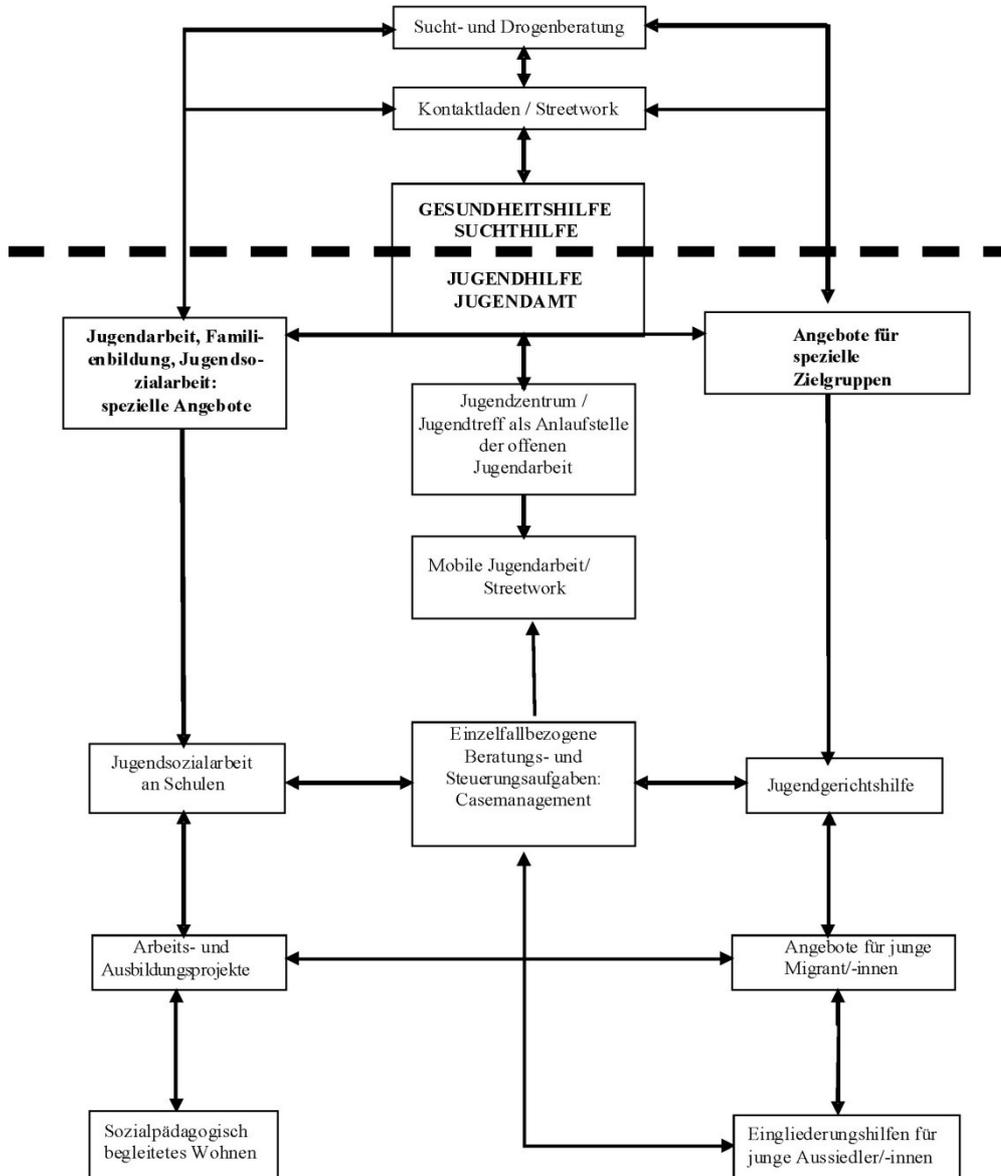 Sucht- und Drogenberatung
Kontaktladen / Streetwork
GESUNDHEITSHILFE
SUCHTHILFE
JUGENDHILFE
JUGENDAMT
Jugendarbeit, Famili-
enbildung, Jugendso-
zialarbeit:
spezielle Angebote
Angebote für
spezielle
Zielgruppen
Jugendzentrum /
Jugendtreff als Anlaufstelle
der offenen
Jugendarbeit
Mobile Jugendarbeit/
Streetwork
Jugendsozialarbeit
an Schulen
Einzelfallbezogene
Beratungs- und
Steuerungsaufgaben:
Casemanagement
Jugendgerichtshilfe
Arbeits- und
Ausbildungsprojekte
Angebote für junge
Migrant/-innen
Sozialpädagogisch
begleitetes Wohnen
Eingliederungshilfen für
junge Aussiedler/-innen